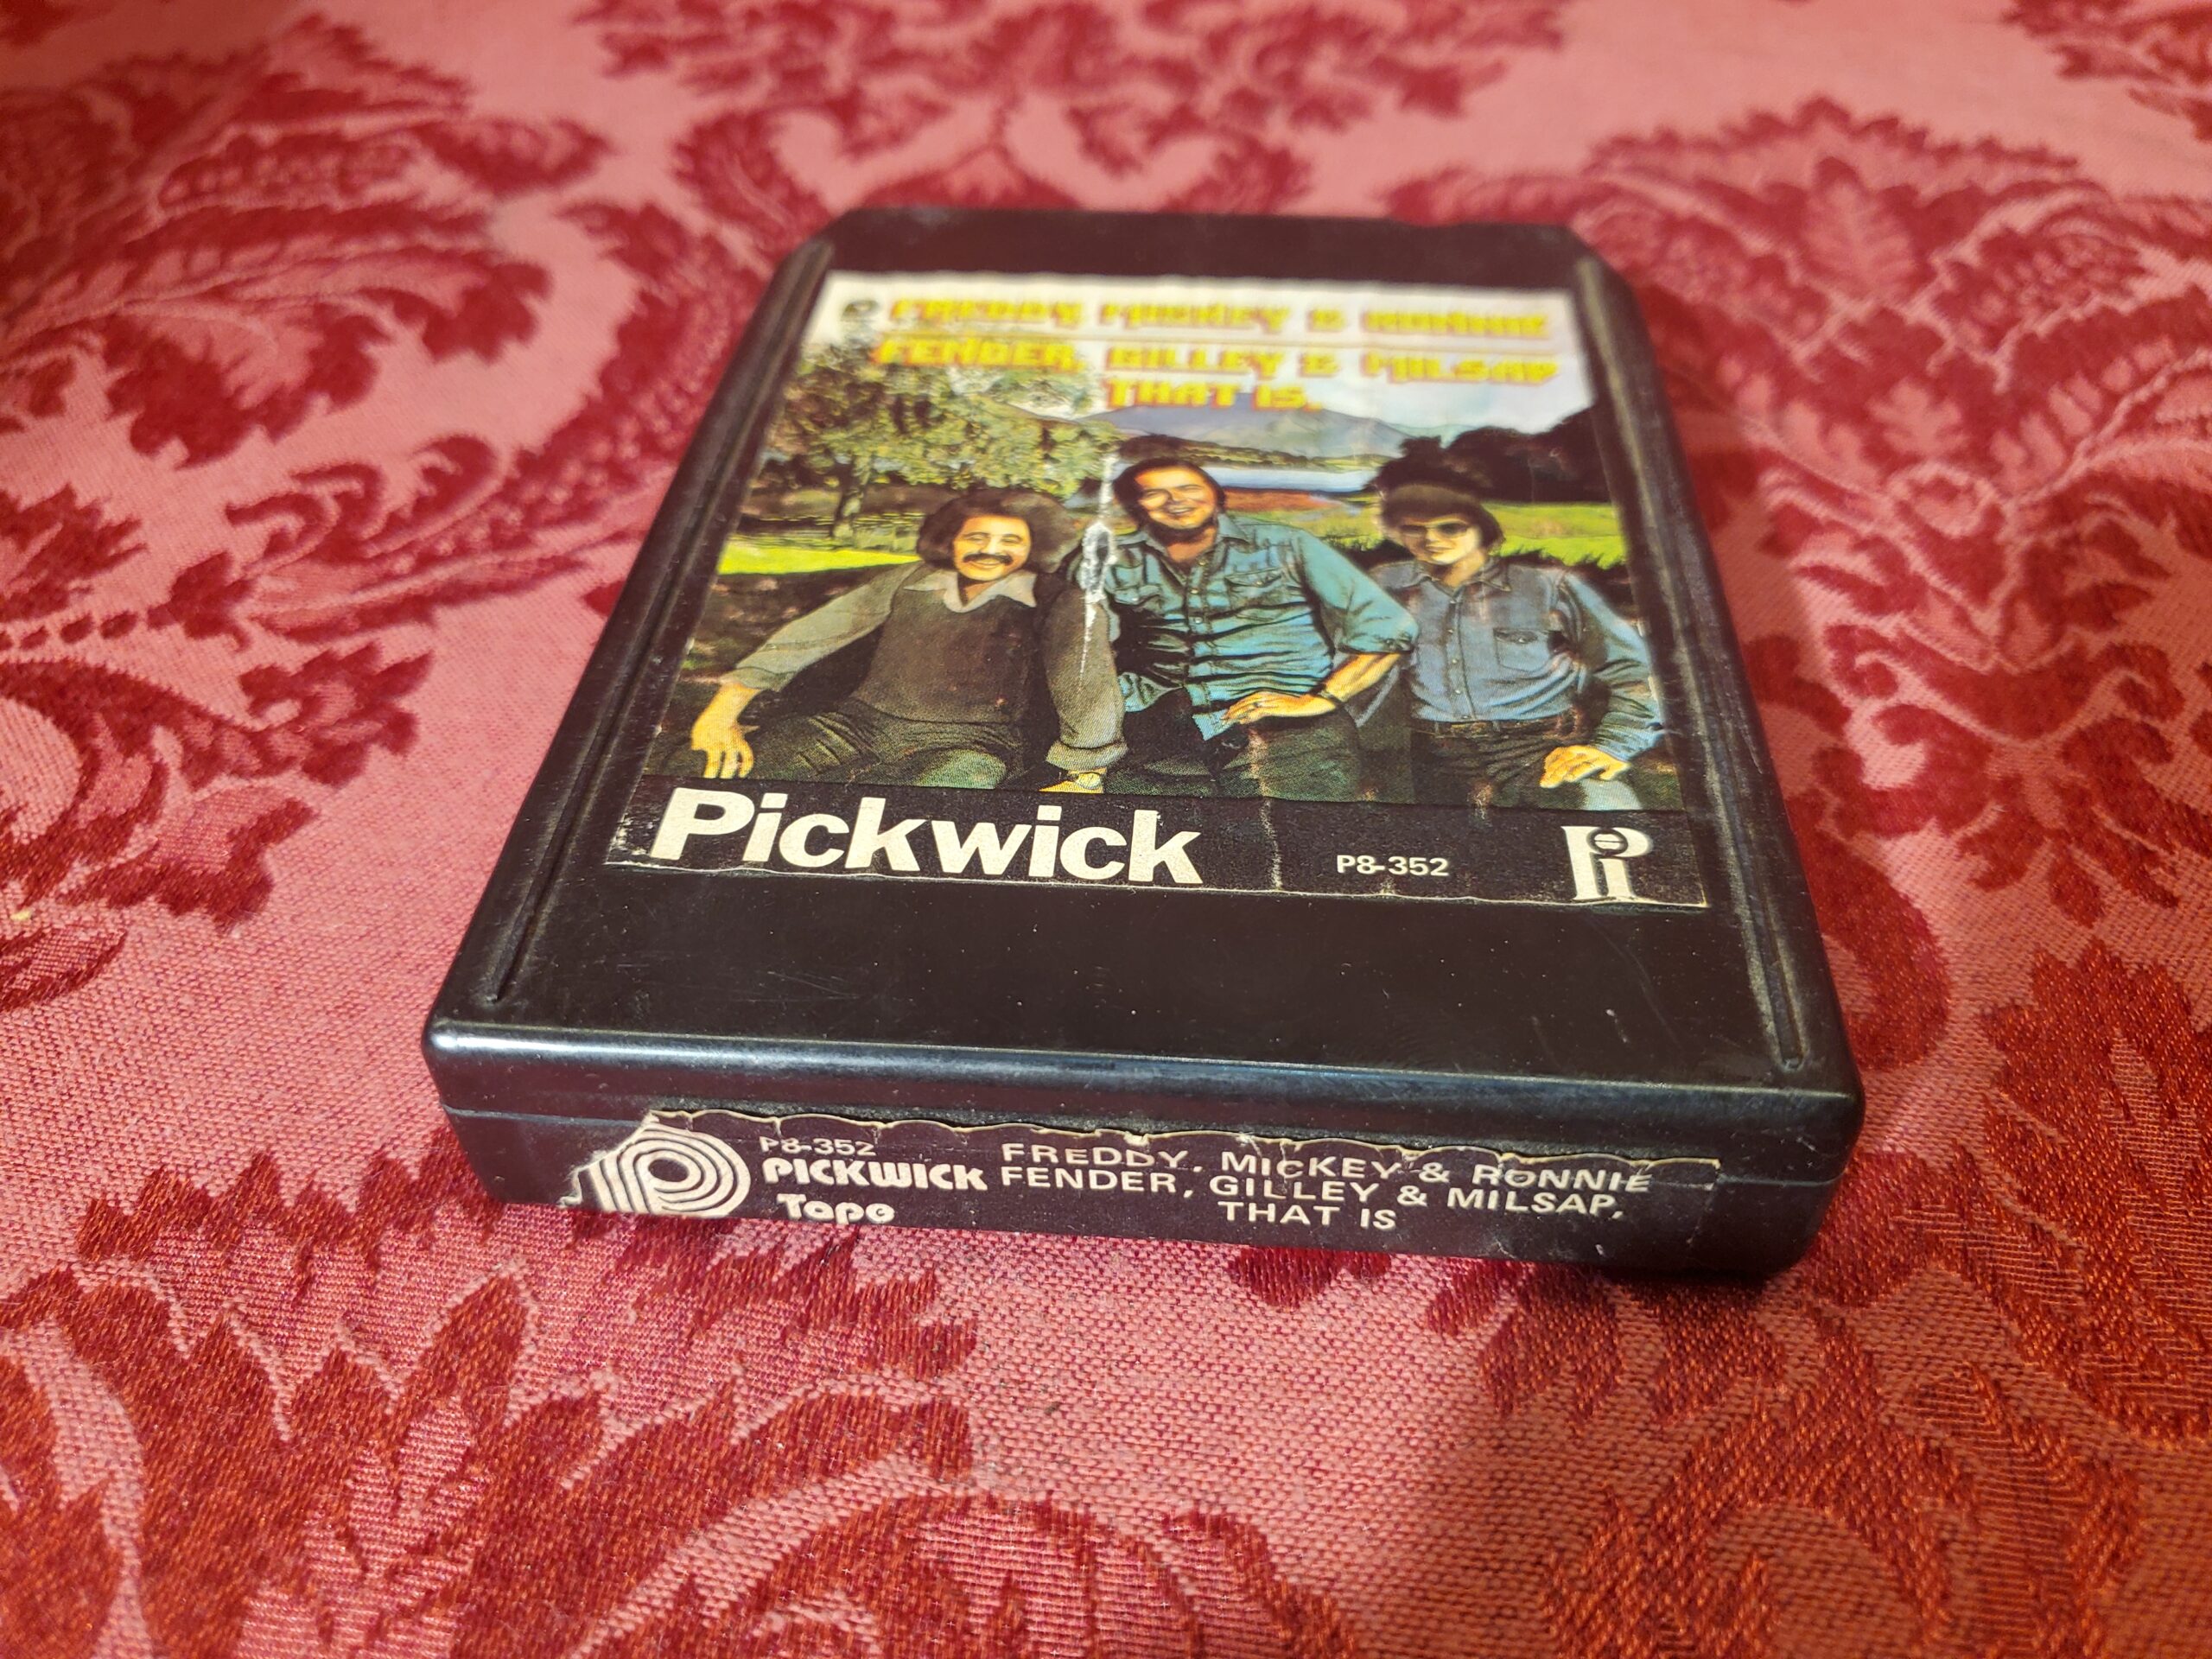 FREDDY, MICKEY & RONNIE
FENDER, GILLEY & MILSAP
THAT IS,
Pickwick
P8-352
P8-352
PICKWICK
Tape
FREDDY, MICKEY & RONNIE
FENDER, GILLEY & MILSAP,
THAT IS